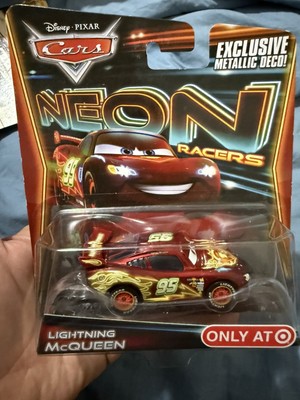 Disney · PIXAR
Cars
EXCLUSIVE
METALLIC DECO!
NEON
RACERS
95
LIGHTNING
McQUEEN
ONLY AT